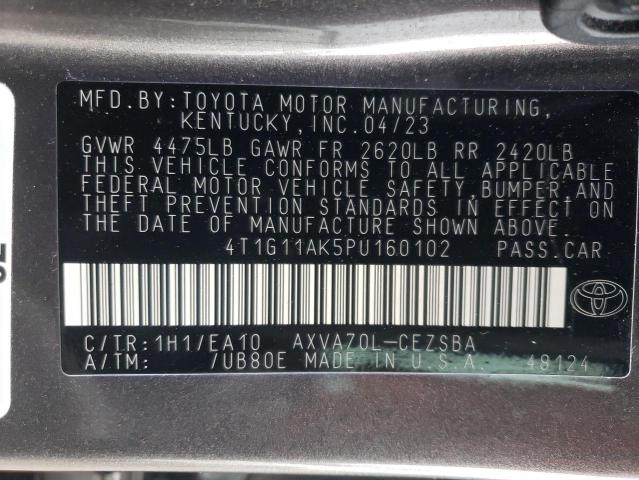 MFD.BY:TOYOTA MOTOR MANUFACTURING,
KENTUCKY,INC.04/23
GVWR 4475LB GAWR FR 2620LB RR 2420LB
THIS VEHICLE CONFORMS TO ALL APPLICABLE
FEDERAL MOTOR VEHICLE SAFETY,BUMPER,AND
THEFT PREVENTION STANDARDS IN EFFECT ON
THE DATE OF MANUFACTURE SHOWN ABOVE.
4T1G11AK5PU160102 PASS.CAR
C/TR:1H1/EA10 AXVA70L-CEZSBA
A/TM: /UB80E MADE IN U.S.A. 48124